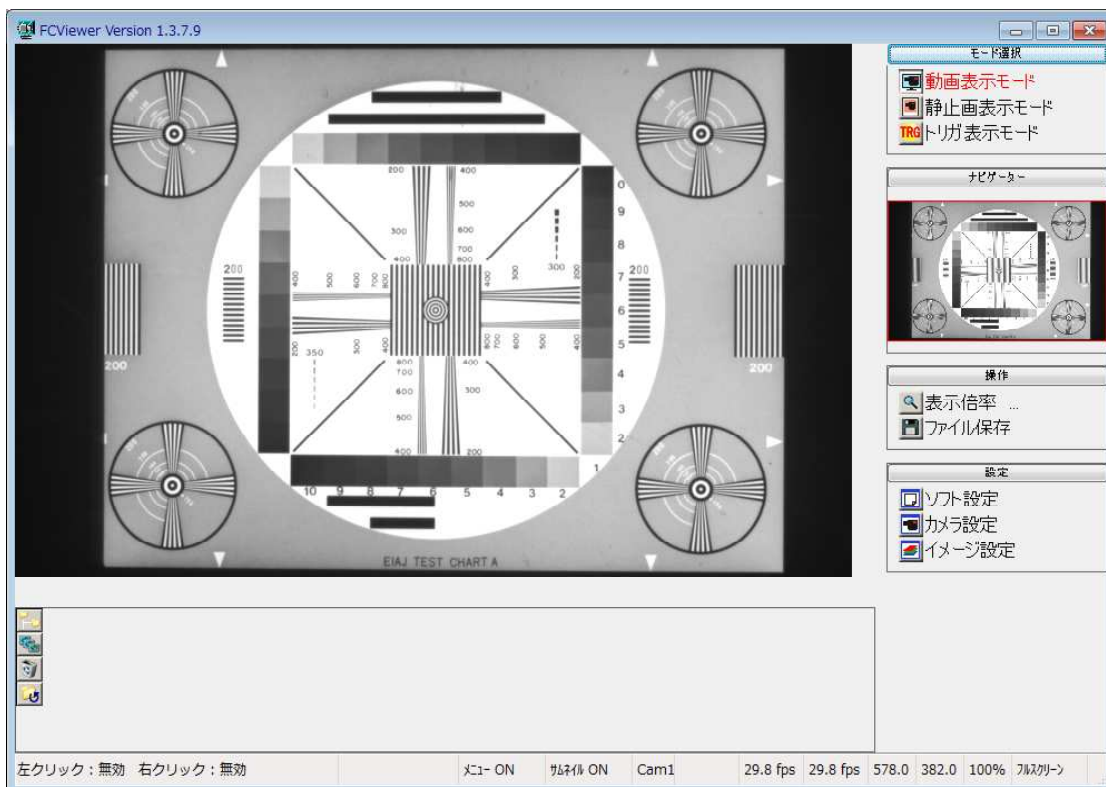 FCViewer Version 1.3.7.9
モード選択
動画表示モード
静止画表示モード
TRG トリガ表示モード
ナビゲーター
操作
表示倍率 ...
ファイル保存
設定
ソフト設定
カメラ設定
イメージ設定
200 400
500
300 600
700
400 800
200 200
400 500 600 700 800 400 300 200
300
0
9
8
7
6
5
4
3
2
1
200 300 400 800 700 600 500 400
350
800 400
700
600 300
500
400 200
200 200
10 9 8 7 6 5 4 3 2
EIAJ TEST CHART A
左クリック：無効 右クリック：無効 メニュー ON サムネイル ON Cam1 29.8 fps 29.8 fps 578.0 382.0 100% フルスクリーン